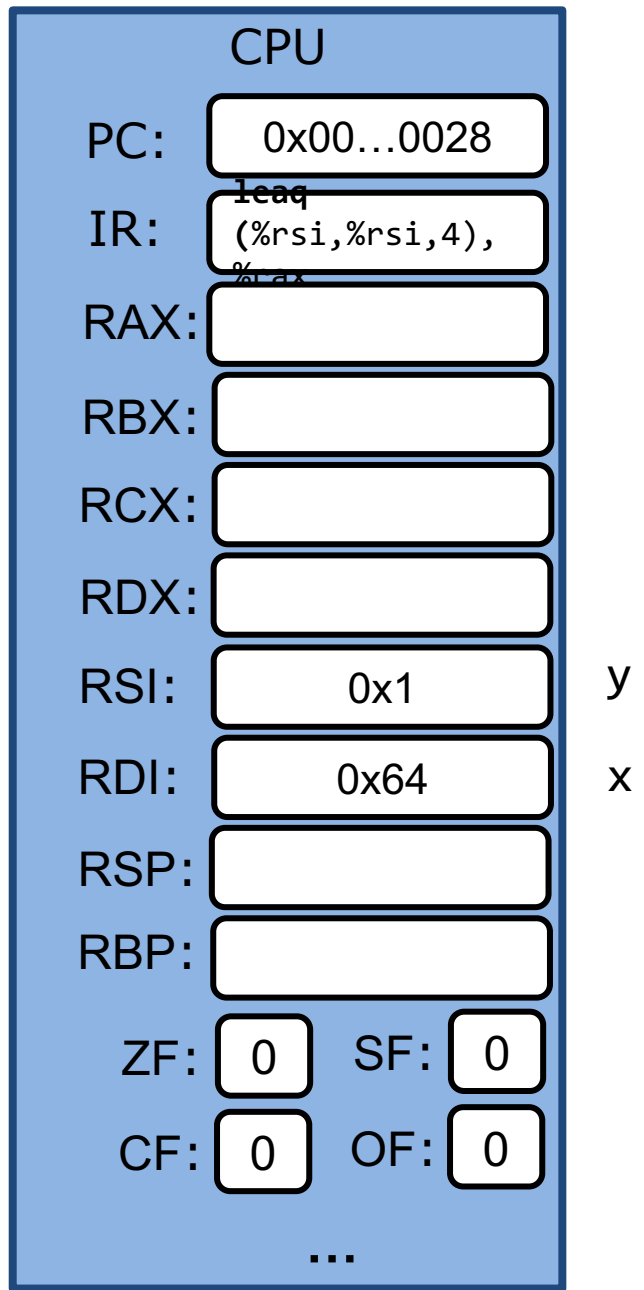 CPU
PC: 0x00…0028
IR: leaq
(%rsi,%rsi,4),
%rax
RAX:
RBX:
RCX:
RDX:
RSI: 0x1 y
RDI: 0x64 x
RSP:
RBP:
ZF: 0 SF: 0
CF: 0 OF: 0
…